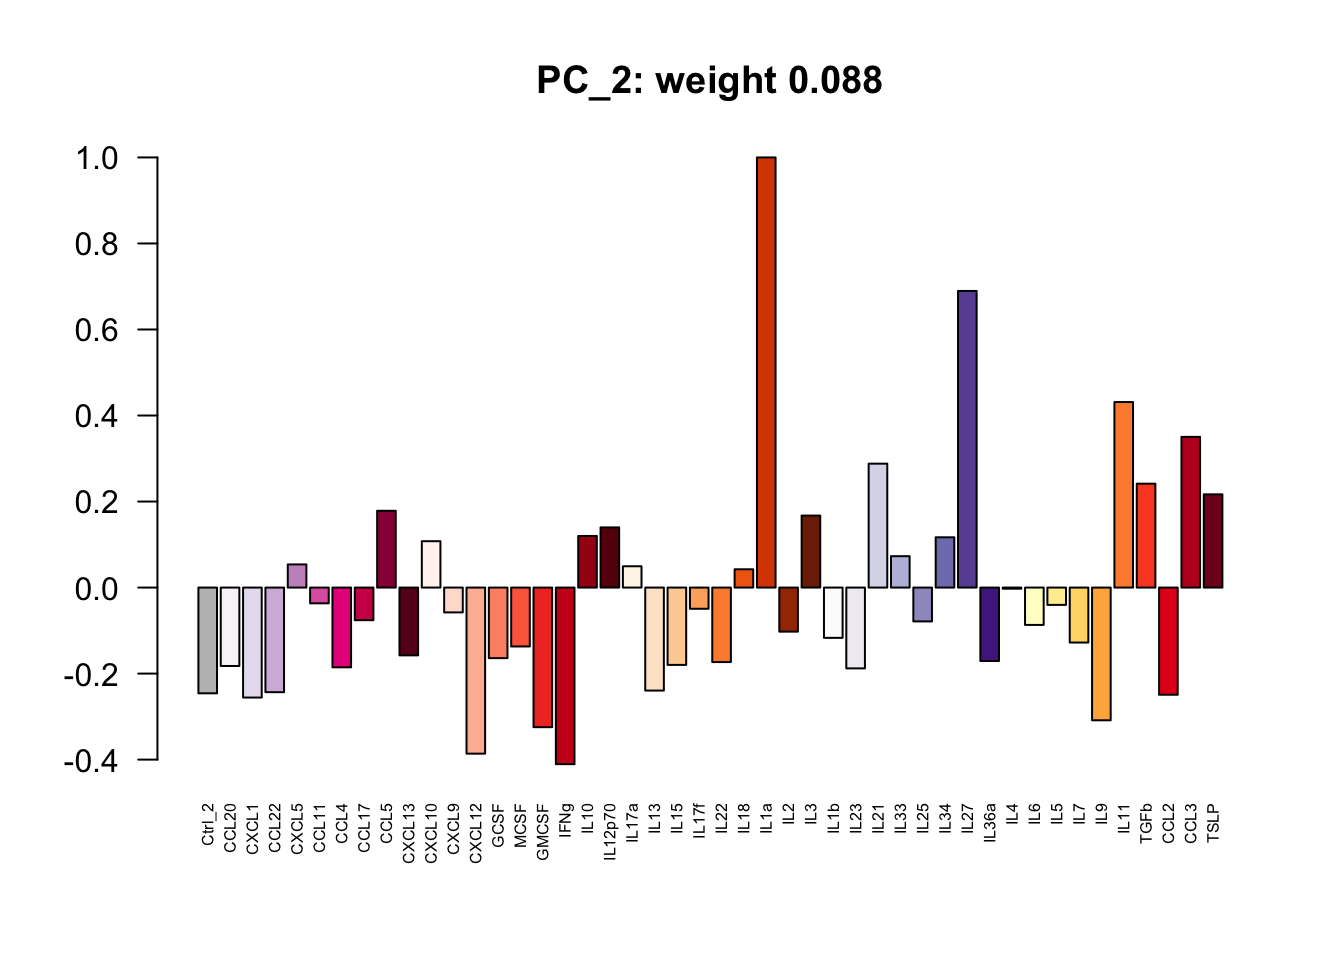 PC_2: weight 0.088
1.0
0.8
0.6
0.4
0.2
0.0
-0.2
-0.4
Ctrl_2
CCL20
CXCL1
CCL22
CXCL5
CCL11
CCL4
CCL17
CCL5
CXCL13
CXCL10
CXCL9
CXCL12
GCSF
MCSF
GMCSF
IFNg
IL10
IL12p70
IL17a
IL13
IL15
IL17f
IL22
IL18
IL1a
IL2
IL3
IL1b
IL23
IL21
IL33
IL25
IL34
IL27
IL36a
IL4
IL6
IL5
IL7
IL9
IL11
TGFb
CCL2
CCL3
TSLP